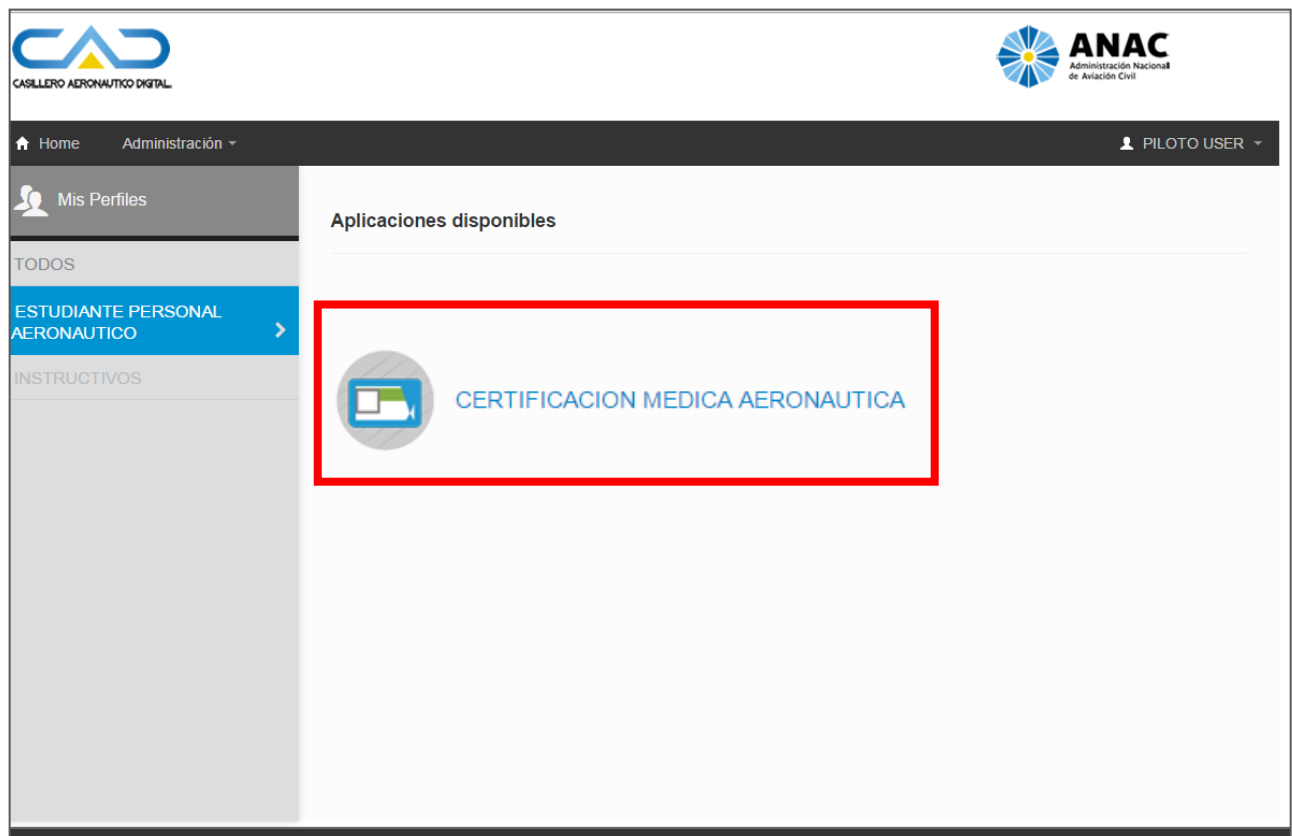 CASILLERO AERONAUTICO DIGITAL
ANAC
Administración Nacional
de Aviación Civil
Home Administración PILOTO USER
Mis Perfiles
Aplicaciones disponibles
TODOS
ESTUDIANTE PERSONAL
AERONAUTICO
INSTRUCTIVOS
CERTIFICACION MEDICA AERONAUTICA